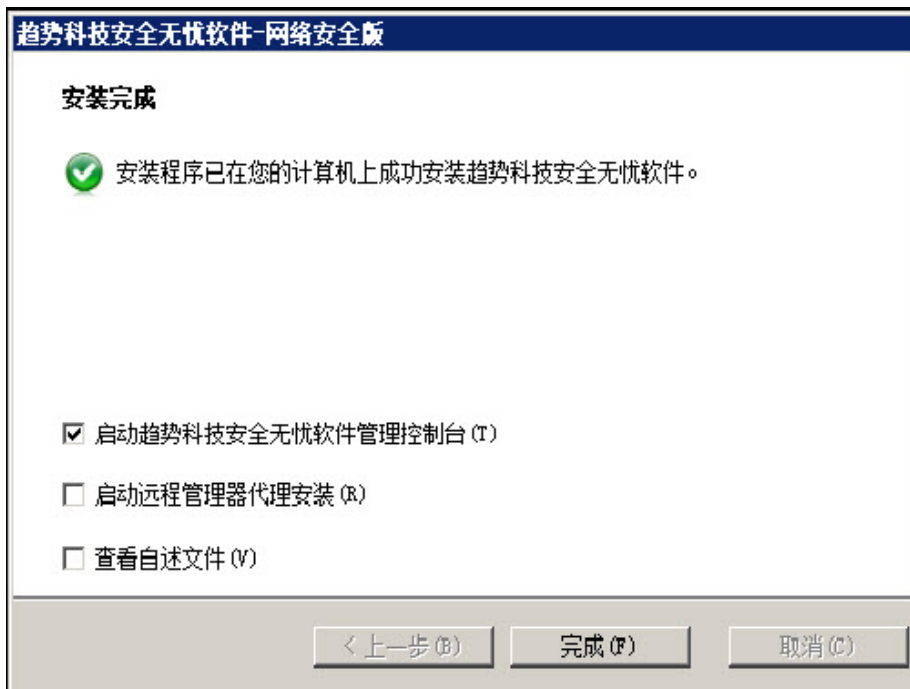 趋势科技安全无忧软件-网络安全版
安装完成
安装程序已在您的计算机上成功安装趋势科技安全无忧软件。
启动趋势科技安全无忧软件管理控制台(T)
启动远程管理器代理安装(R)
查看自述文件(V)
< 上一步(B) 完成(F) 取消(C)